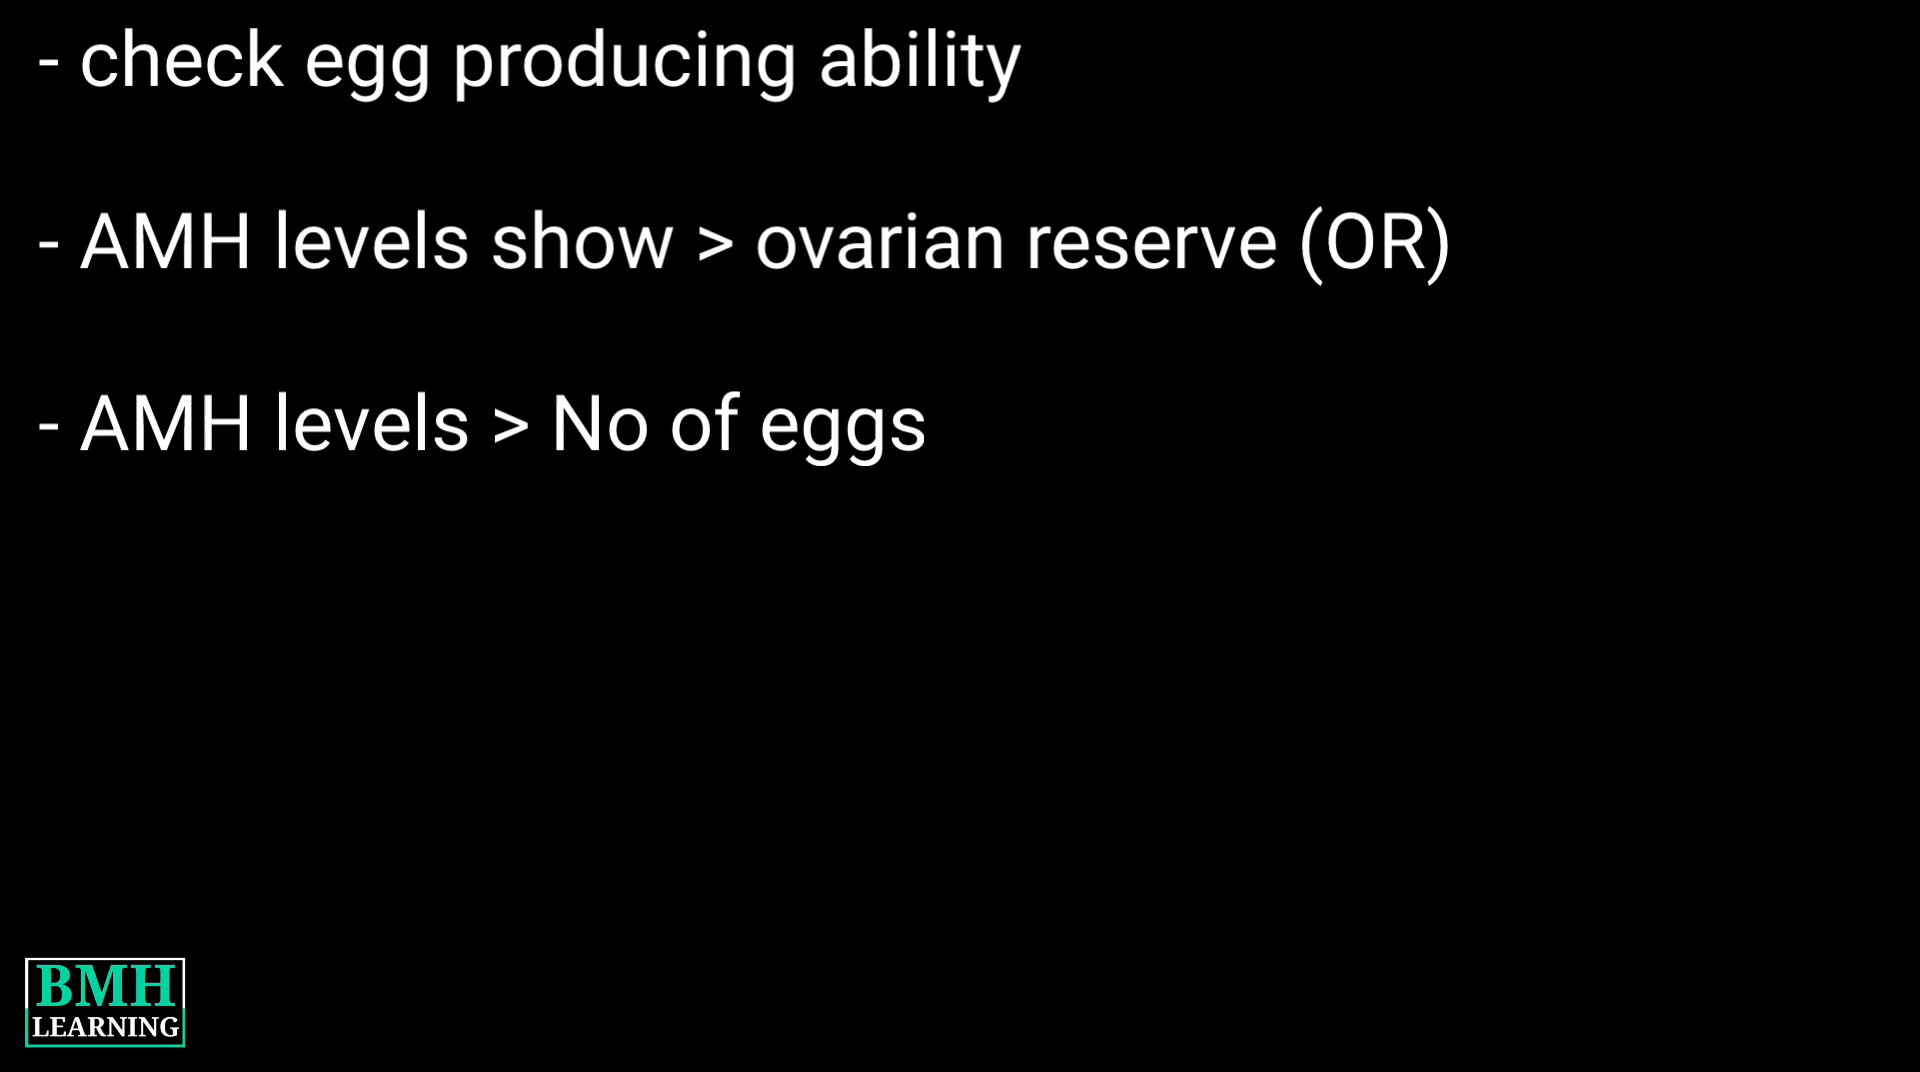 - check egg producing ability
- AMH levels show > ovarian reserve (OR)
- AMH levels > No of eggs
BMH
LEARNING